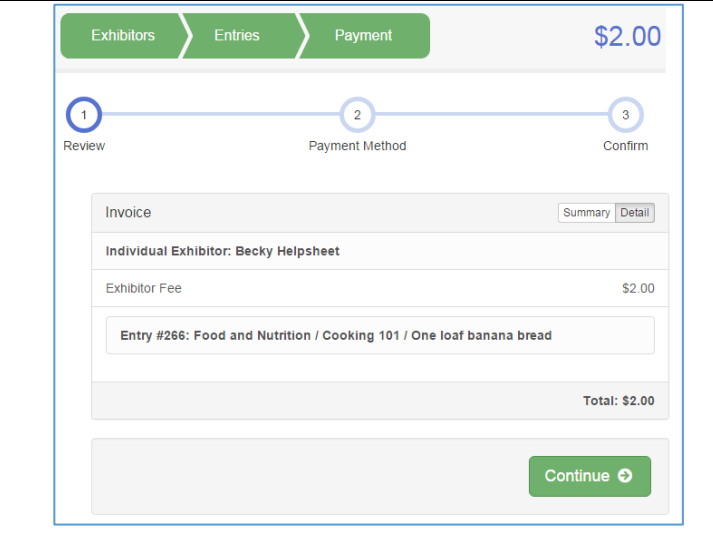 Exhibitors Entries Payment $2.00
1 2 3
Review Payment Method Confirm
Invoice Summary Detail
Individual Exhibitor: Becky Helpsheet
Exhibitor Fee $2.00
Entry #266: Food and Nutrition / Cooking 101 / One loaf banana bread
Total: $2.00
Continue